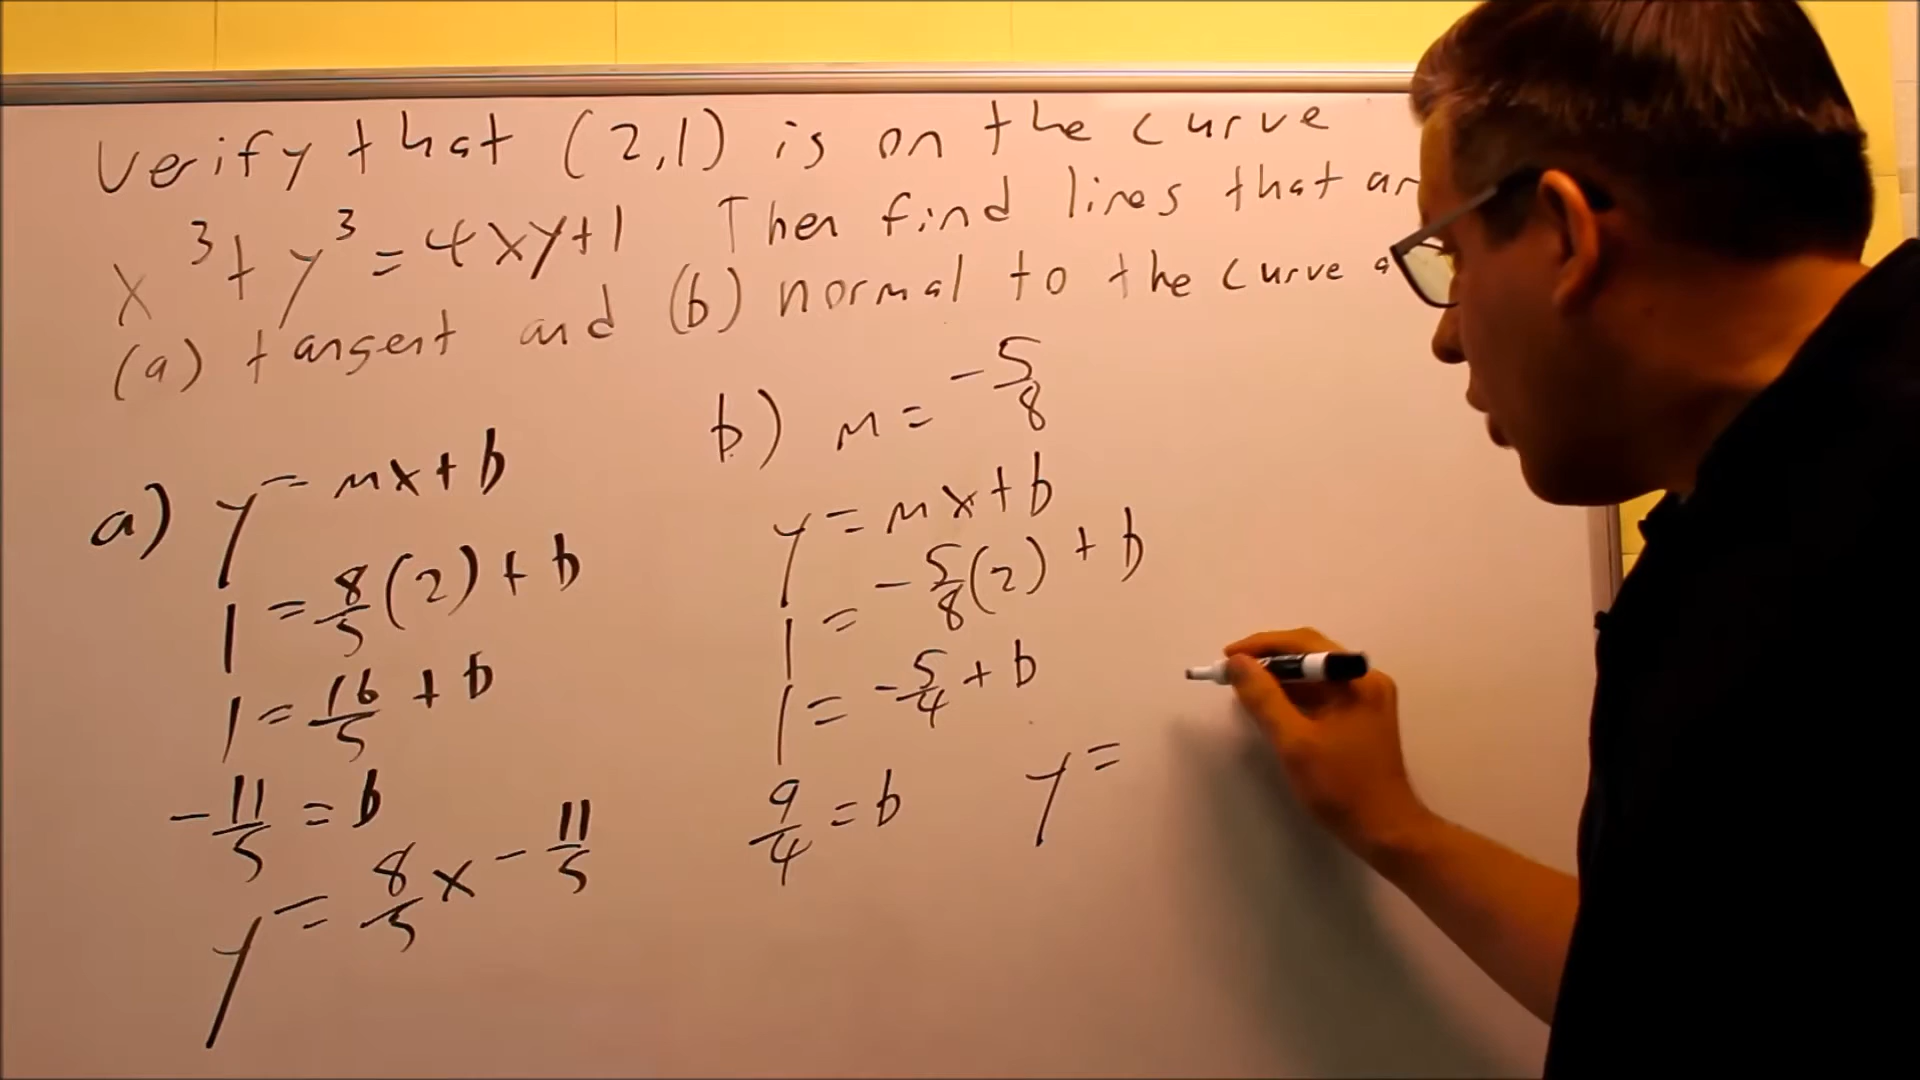 Verify that (2,1) is on the curve
x³ + y³ = 4xy+1 Then find lines that
(a) tangent and (b) normal to the curve
a) y = mx + b
1 = 8/5 (2) + b
1 = 16/5 + b
- 11/5 = b
y = 8/5 x - 11/5
b) m = - 5/8
y = mx + b
1 = - 5/8 (2) + b
1 = - 5/4 + b
9/4 = b
y =